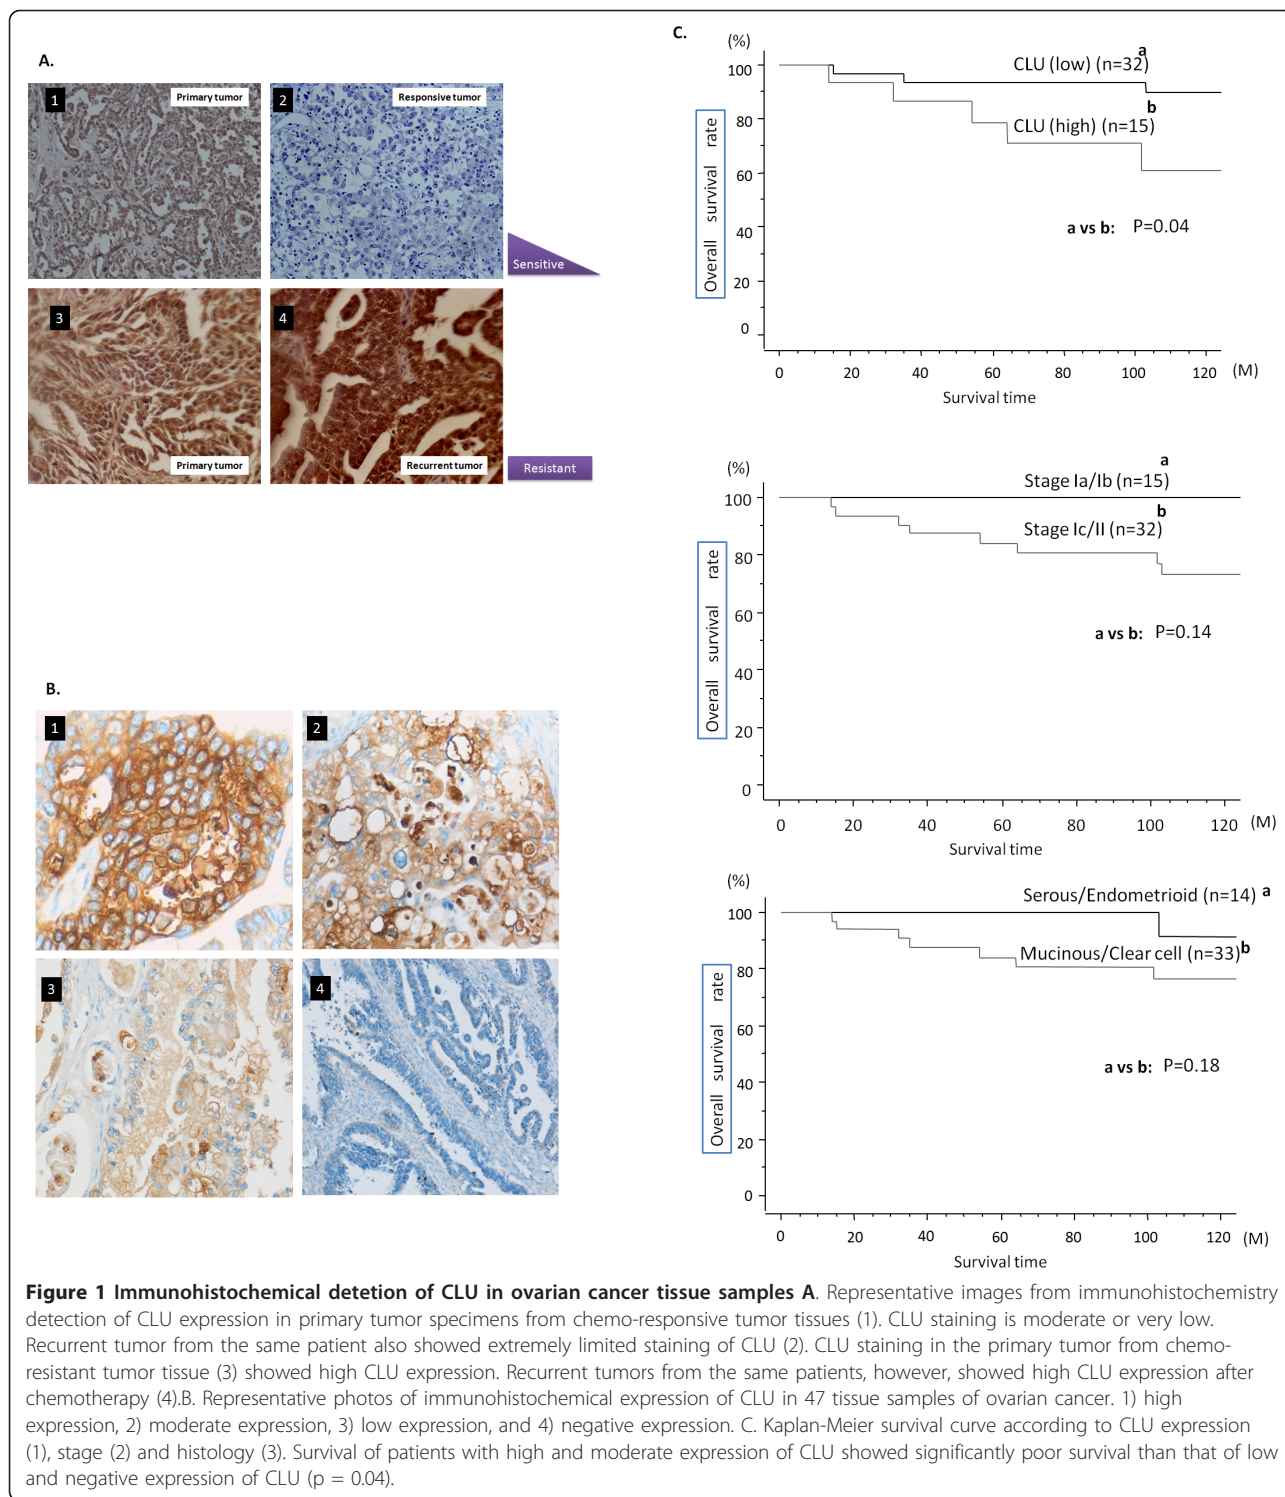 A.
1
Primary tumor
2
Responsive tumor
Sensitive
3
Primary tumor
4
Recurrent tumor
Resistant
B.
1
2
3
4
C.
(%)
100
80
60
40
20
0
Overall survival rate
CLU (low) (n=32) a
b
CLU (high) (n=15)
a vs b: P=0.04
0 20 40 60 80 100 120 (M)
Survival time
(%)
100
80
60
40
20
0
Overall survival rate
a
Stage Ia/Ib (n=15)
b
Stage Ic/II (n=32)
a vs b: P=0.14
0 20 40 60 80 100 120 (M)
Survival time
(%)
100
80
60
40
20
0
Overall survival rate
Serous/Endometrioid (n=14) a
Mucinous/Clear cell (n=33) b
a vs b: P=0.18
0 20 40 60 80 100 120 (M)
Survival time
Figure 1 Immunohistochemical detetion of CLU in ovarian cancer tissue samples A. Representative images from immunohistochemistry
detection of CLU expression in primary tumor specimens from chemo-responsive tumor tissues (1). CLU staining is moderate or very low.
Recurrent tumor from the same patient also showed extremely limited staining of CLU (2). CLU staining in the primary tumor from chemo-
resistant tumor tissue (3) showed high CLU expression. Recurrent tumors from the same patients, however, showed high CLU expression after
chemotherapy (4).B. Representative photos of immunohistochemical expression of CLU in 47 tissue samples of ovarian cancer. 1) high
expression, 2) moderate expression, 3) low expression, and 4) negative expression. C. Kaplan-Meier survival curve according to CLU expression
(1), stage (2) and histology (3). Survival of patients with high and moderate expression of CLU showed significantly poor survival than that of low
and negative expression of CLU (p = 0.04).